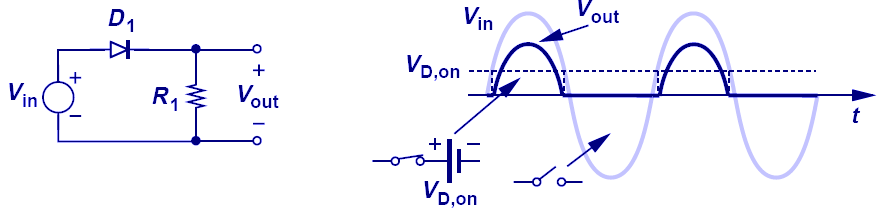 D1
Vin
+
−
R1
+
Vout
−
Vin
Vout
VD,on
t
+ −
VD,on